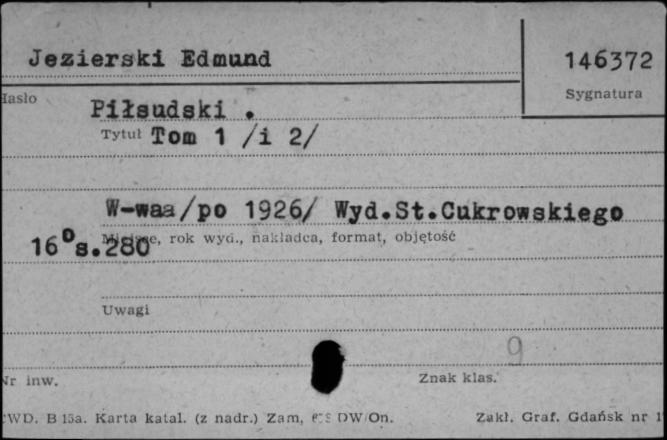 Jezierski Edmund
146372
Hasło
Sygnatura
Piłsudski .
Tytuł Tom 1 /i 2/
W-waa/po 1926/ Wyd.St.Cukrowskiego
Miejsce, rok wyd., nakładca, format, objętość
16° s.280
Uwagi
9
Nr inw.
Znak klas.
WD. B 15a. Karta katal. (z nadr.) Zam, DW/On.
Zakł. Graf. Gdańsk nr